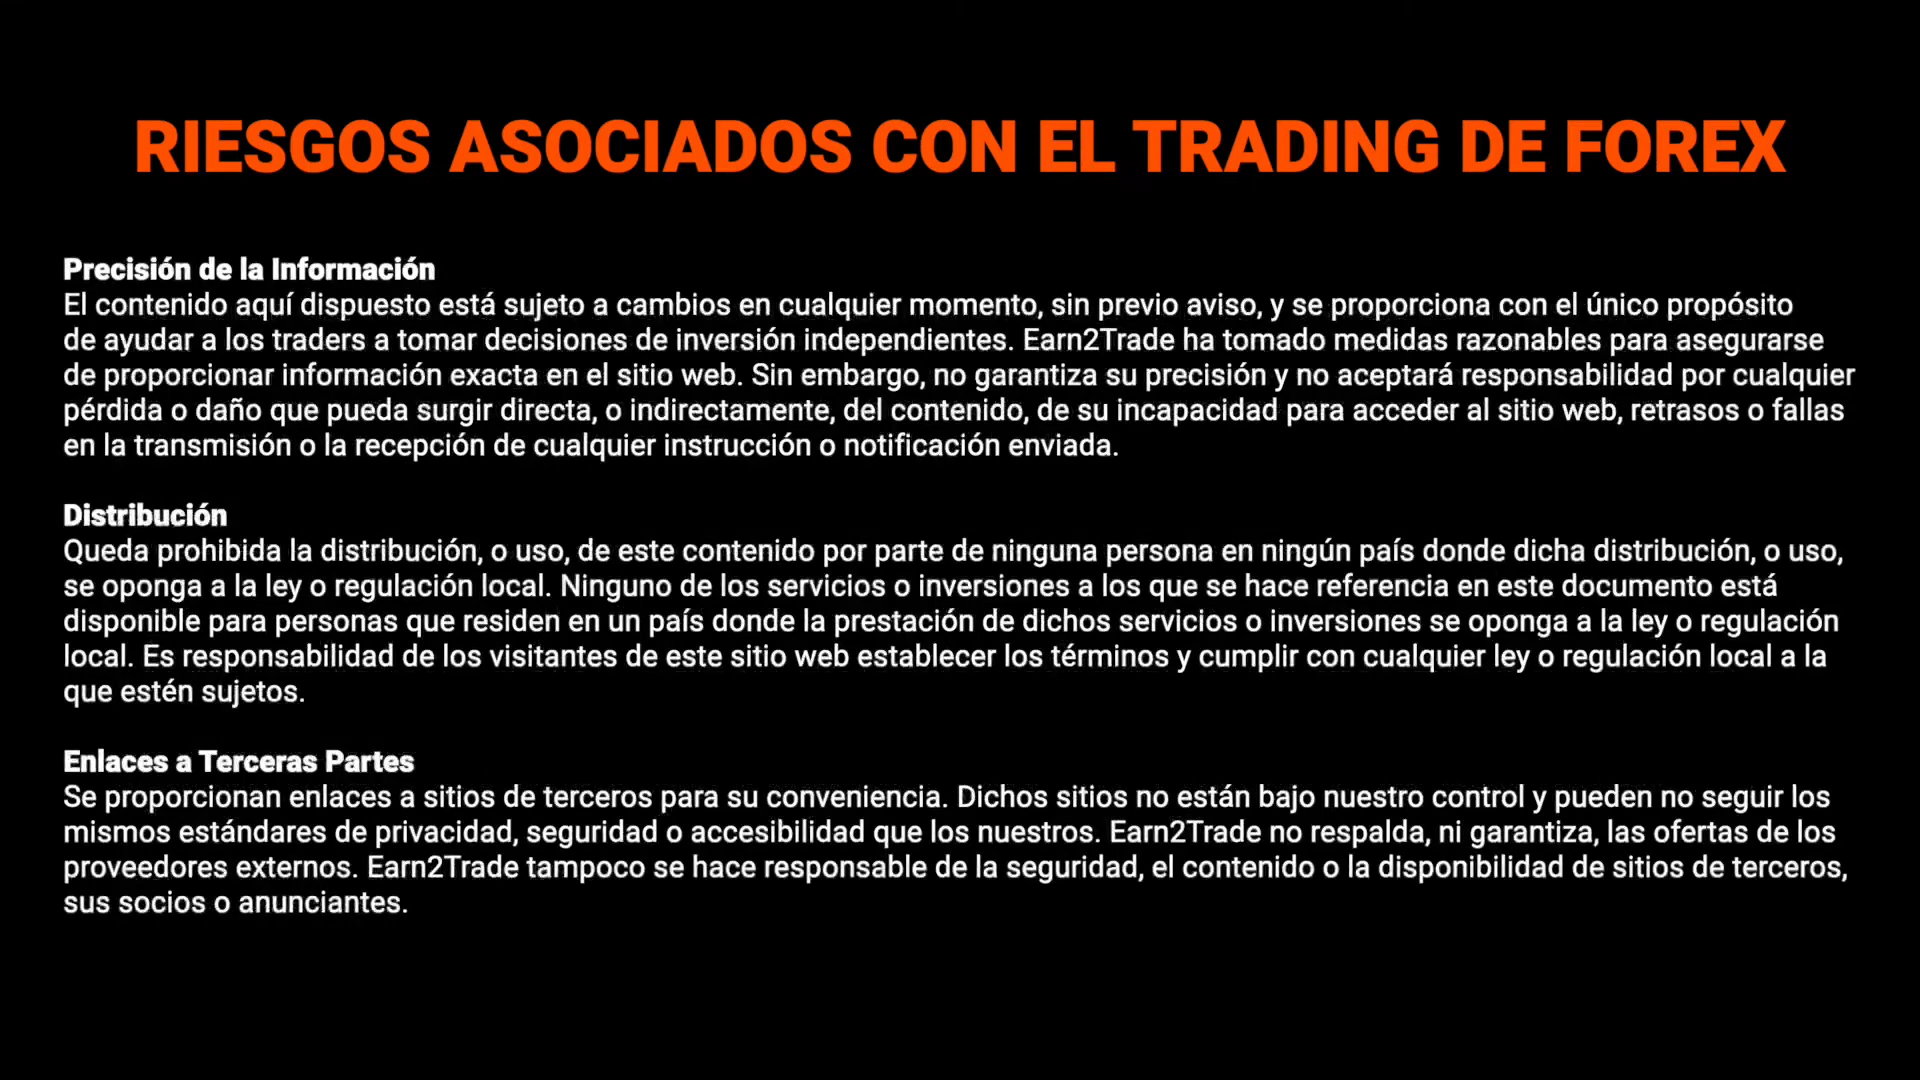 RIESGOS ASOCIADOS CON EL TRADING DE FOREX
Precisión de la Información
El contenido aquí dispuesto está sujeto a cambios en cualquier momento, sin previo aviso, y se proporciona con el único propósito
de ayudar a los traders a tomar decisiones de inversión independientes. Earn2Trade ha tomado medidas razonables para asegurarse
de proporcionar información exacta en el sitio web. Sin embargo, no garantiza su precisión y no aceptará responsabilidad por cualquier
pérdida o daño que pueda surgir directa, o indirectamente, del contenido, de su incapacidad para acceder al sitio web, retrasos o fallas
en la transmisión o la recepción de cualquier instrucción o notificación enviada.
Distribución
Queda prohibida la distribución, o uso, de este contenido por parte de ninguna persona en ningún país donde dicha distribución, o uso,
se oponga a la ley o regulación local. Ninguno de los servicios o inversiones a los que se hace referencia en este documento está
disponible para personas que residen en un país donde la prestación de dichos servicios o inversiones se oponga a la ley o regulación
local. Es responsabilidad de los visitantes de este sitio web establecer los términos y cumplir con cualquier ley o regulación local a la
que estén sujetos.
Enlaces a Terceras Partes
Se proporcionan enlaces a sitios de terceros para su conveniencia. Dichos sitios no están bajo nuestro control y pueden no seguir los
mismos estándares de privacidad, seguridad o accesibilidad que los nuestros. Earn2Trade no respalda, ni garantiza, las ofertas de los
proveedores externos. Earn2Trade tampoco se hace responsable de la seguridad, el contenido o la disponibilidad de sitios de terceros,
sus socios o anunciantes.